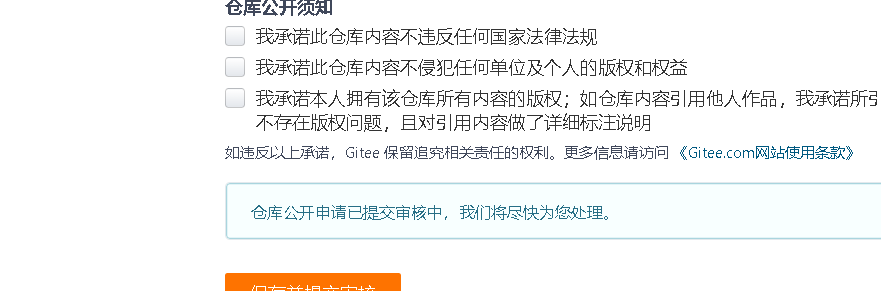 仓库公开须知
我承诺此仓库内容不违反任何国家法律法规
我承诺此仓库内容不侵犯任何单位及个人的版权和权益
我承诺本人拥有该仓库所有内容的版权；如仓库内容引用他人作品，我承诺所引
不存在版权问题，且对引用内容做了详细标注说明
如违反以上承诺，Gitee 保留追究相关责任的权利。更多信息请访问 《Gitee.com网站使用条款》
仓库公开申请已提交审核中，我们将尽快为您处理。
保存并提交审核